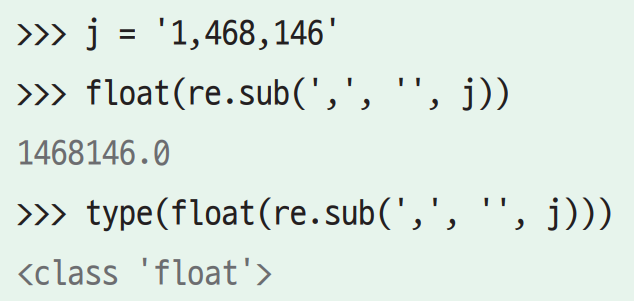 >>> j = '1,468,146'
>>> float(re.sub(',', '', j))
1468146.0
>>> type(float(re.sub(',', '', j)))
<class 'float'>